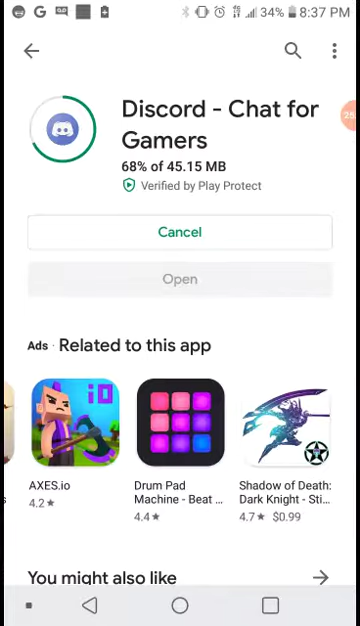 34% 8:37 PM
Discord - Chat for
Gamers
68% of 45.15 MB
Verified by Play Protect
Cancel
Open
Ads · Related to this app
iO
AXES.io
4.2★
Drum Pad
Machine - Beat ...
4.4★
Shadow of Death:
Dark Knight - Sti...
4.7★ $0.99
You might also like